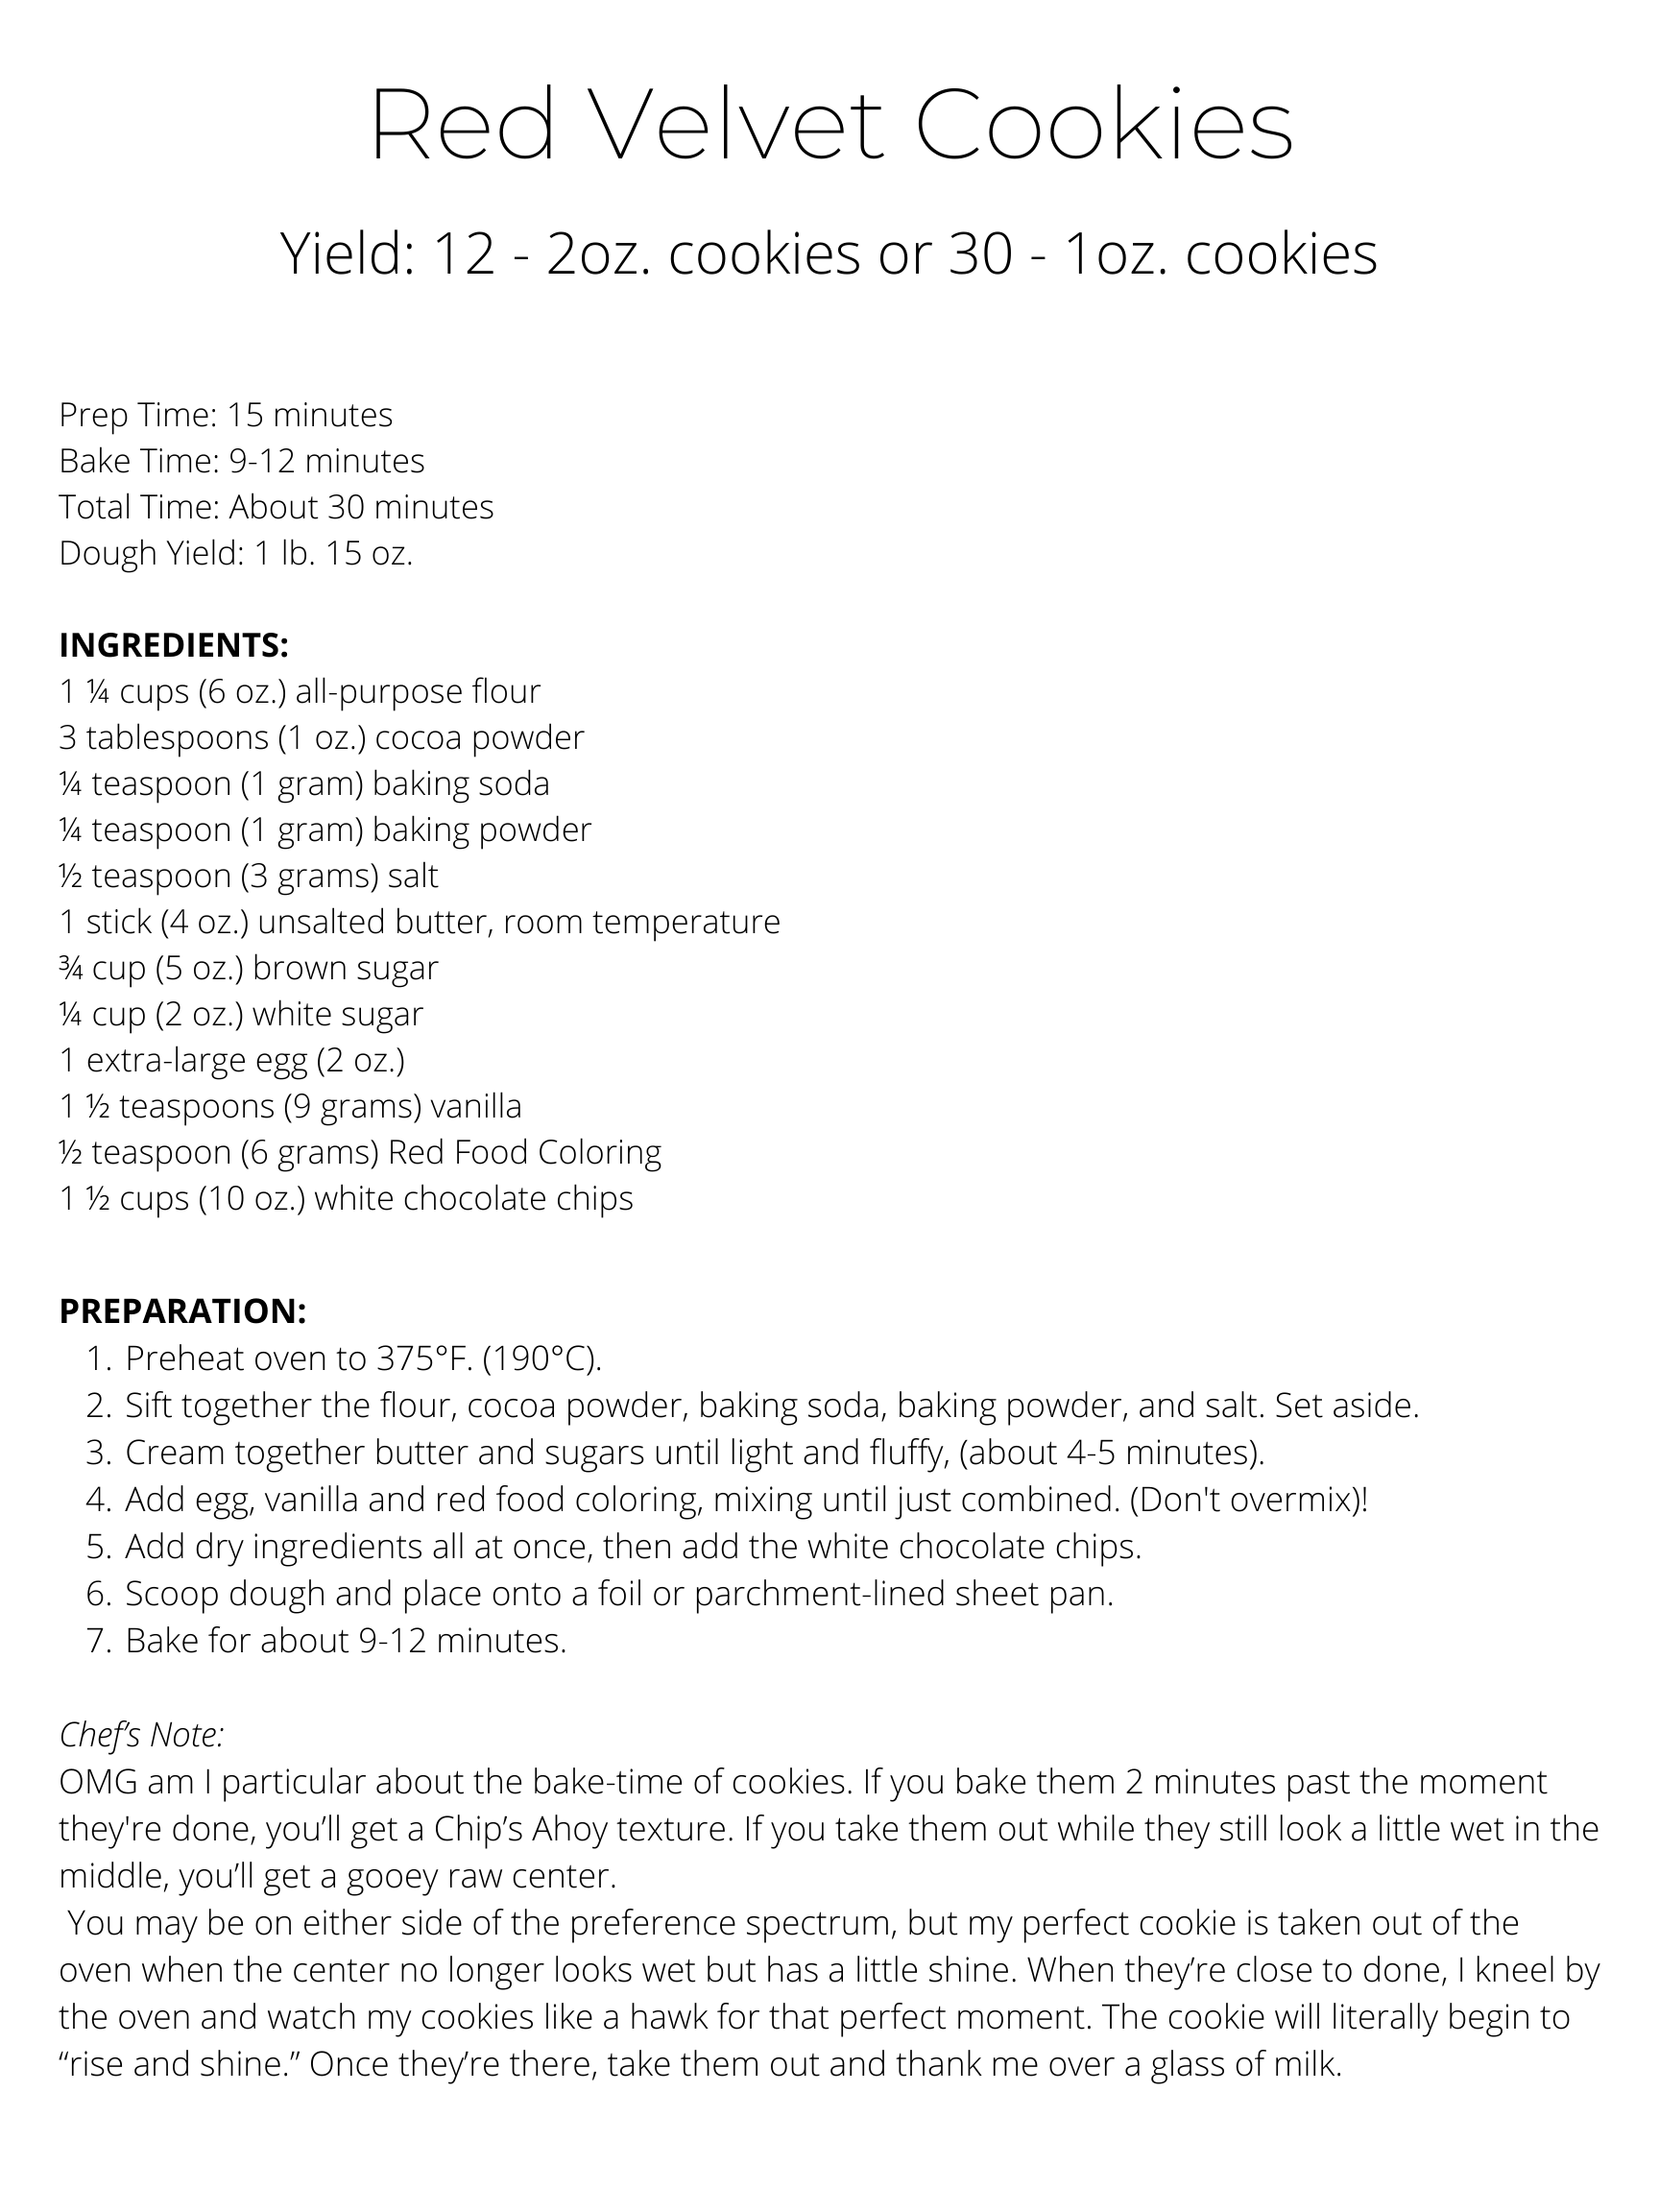 Red Velvet Cookies
Yield: 12 - 2oz. cookies or 30 - 1oz. cookies
Prep Time: 15 minutes
Bake Time: 9-12 minutes
Total Time: About 30 minutes
Dough Yield: 1 lb. 15 oz.
INGREDIENTS:
1 ¼ cups (6 oz.) all-purpose flour
3 tablespoons (1 oz.) cocoa powder
¼ teaspoon (1 gram) baking soda
¼ teaspoon (1 gram) baking powder
½ teaspoon (3 grams) salt
1 stick (4 oz.) unsalted butter, room temperature
¾ cup (5 oz.) brown sugar
¼ cup (2 oz.) white sugar
1 extra-large egg (2 oz.)
1 ½ teaspoons (9 grams) vanilla
½ teaspoon (6 grams) Red Food Coloring
1 ½ cups (10 oz.) white chocolate chips
PREPARATION:
1. Preheat oven to 375°F. (190°C).
2. Sift together the flour, cocoa powder, baking soda, baking powder, and salt. Set aside.
3. Cream together butter and sugars until light and fluffy, (about 4-5 minutes).
4. Add egg, vanilla and red food coloring, mixing until just combined. (Don't overmix)!
5. Add dry ingredients all at once, then add the white chocolate chips.
6. Scoop dough and place onto a foil or parchment-lined sheet pan.
7. Bake for about 9-12 minutes.
Chef’s Note:
OMG am I particular about the bake-time of cookies. If you bake them 2 minutes past the moment
they're done, you’ll get a Chip’s Ahoy texture. If you take them out while they still look a little wet in the
middle, you’ll get a gooey raw center.
You may be on either side of the preference spectrum, but my perfect cookie is taken out of the
oven when the center no longer looks wet but has a little shine. When they’re close to done, I kneel by
the oven and watch my cookies like a hawk for that perfect moment. The cookie will literally begin to
“rise and shine.” Once they’re there, take them out and thank me over a glass of milk.